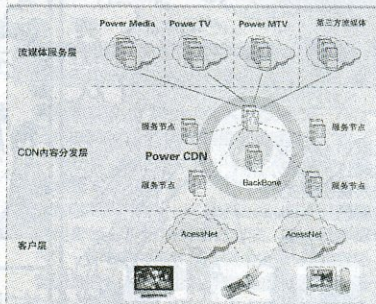 Power Media Power TV Power MTV 第三方流媒体
流媒体服务层
服务节点 服务节点
CDN内容分发层 Power CDN
服务节点 BackBone 服务节点
AcessNet AcessNet
客户层